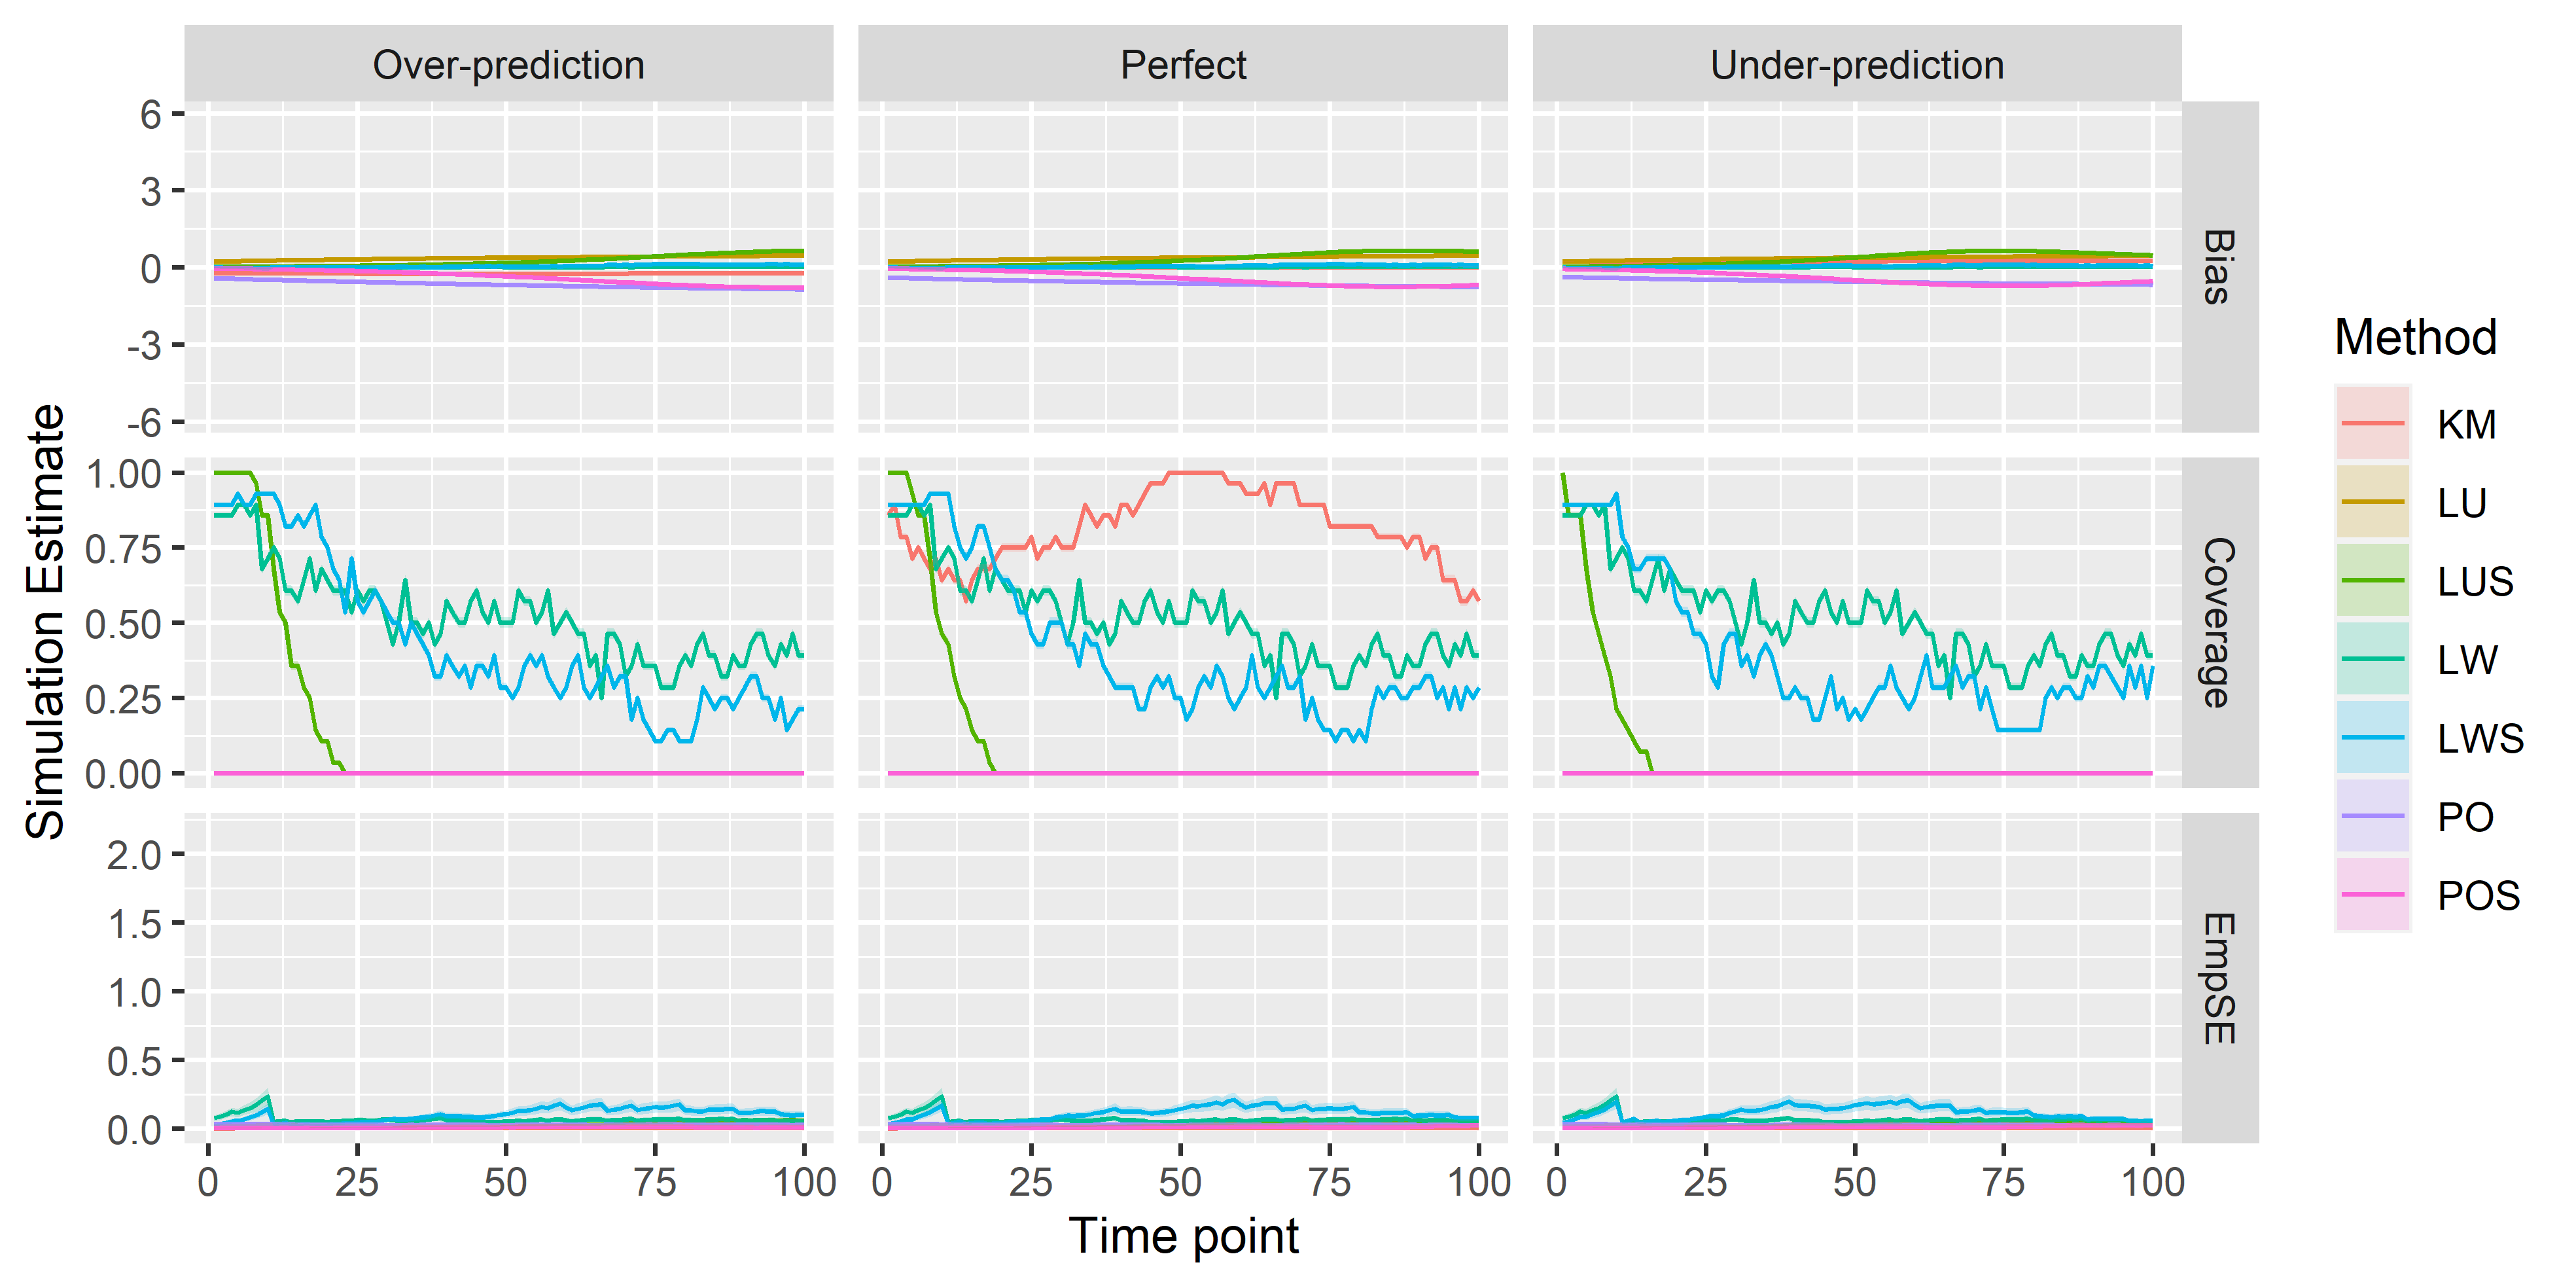 Over-prediction
Perfect
Under-prediction
6
3
0
-3
-6
Bias
1.00
0.75
0.50
0.25
0.00
Coverage
2.0
1.5
1.0
0.5
0.0
EmpSE
Simulation Estimate
0 25 50 75 100
0 25 50 75 100
0 25 50 75 100
Time point
Method
KM
LU
LUS
LW
LWS
PO
POS